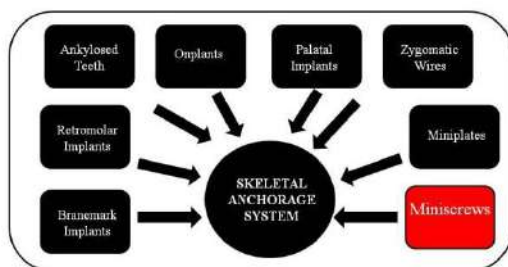 Ankylosed
Teeth
Onplants
Palatal
Implants
Zygomatic
Wires
Retromolar
Implants
Miniplates
SKELETAL
ANCHORAGE
SYSTEM
Branemark
Implants
Miniscrews